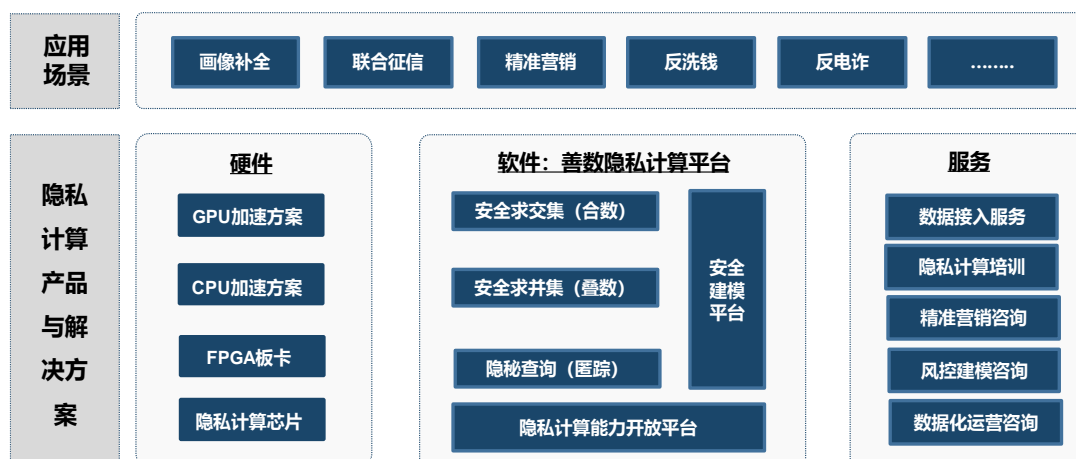 应用
场景
画像补全
联合征信
精准营销
反洗钱
反电诈
……..
隐私
计算
产品
与解
决方
案
硬件
GPU加速方案
CPU加速方案
FPGA板卡
隐私计算芯片
软件：善数隐私计算平台
安全求交集（合数）
安全求并集（叠数）
隐秘查询（匿踪）
安全
建模
平台
隐私计算能力开放平台
服务
数据接入服务
隐私计算培训
精准营销咨询
风控建模咨询
数据化运营咨询